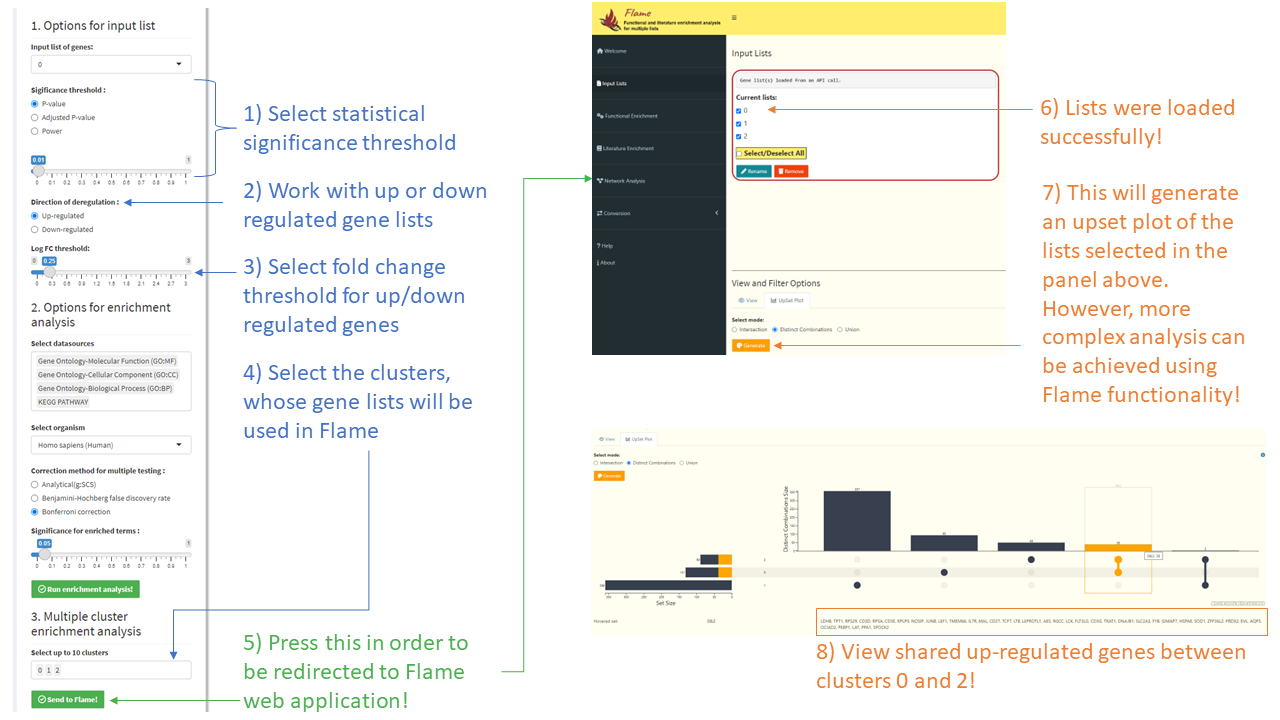 1. Options for input list
Input list of genes:
0
Sigificance threshold :
P-value
Adjusted P-value
Power
0.01
1
0 0.1 0.2 0.3 0.4 0.5 0.6 0.7 0.8 0.9 1
Direction of deregulation :
Up-regulated
Down-regulated
Log FC threshold:
0
0.25
3
2. Options for enrichment
analysis
Select datasources
Gene Ontology-Molecular Function (GO:MF)
Gene Ontology-Cellular Component (GO:CC)
Gene Ontology-Biological Process (GO:BP)
KEGG PATHWAY
Select organism
Homo sapiens (Human)
Correction method for multiple testing :
Analytical(g:SCS)
Benjamini-Hochberg false discovery rate
Bonferroni correction
Significance for enriched terms :
0.05
1
0 0.1 0.2 0.3 0.4 0.5 0.6 0.7 0.8 0.9 1
Run enrichment analysis!
3. Multiple cluster
enrichment analysis
Select up to 10 clusters
0 1 2
Send to Flame!
1) Select statistical
significance threshold
2) Work with up or down
regulated gene lists
3) Select fold change
threshold for up/down
regulated genes
4) Select the clusters,
whose gene lists will be
used in Flame
5) Press this in order to
be redirected to Flame
web application!
Flame
Functional and literature enrichment analysis
for multiple lists
Welcome
Input Lists
Functional Enrichment
Literature Enrichment
Network Analysis
Conversion
Help
About
Input Lists
Gene list(s) loaded from an API call.
Current lists:
0
1
2
Select/Deselect All
Rename
Remove
View and Filter Options
View
UpSet Plot
Select mode:
Intersection
Distinct Combinations
Union
Generate
6) Lists were loaded
successfully!
7) This will generate
an upset plot of the
lists selected in the
panel above.
However, more
complex analysis can
be achieved using
Flame functionality!
View
UpSet Plot
Select mode:
Intersection
Distinct Combinations
Union
Generate
Distinct Combinations Size
Set Size
Hovered set:
8) View shared up-regulated genes between
clusters 0 and 2!